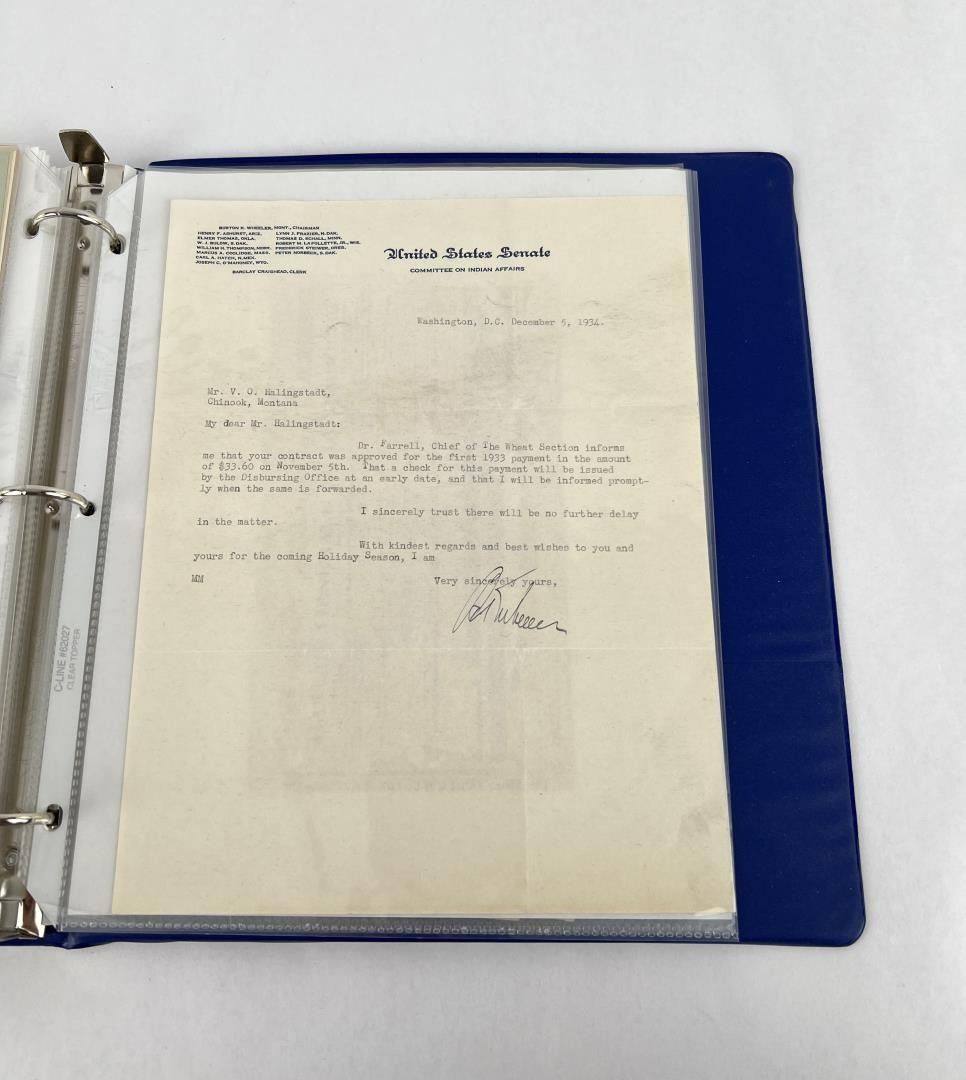 BURTON K. WHEELER, MONT., CHAIRMAN
HENRY F. ASHURST, ARIZ. LYNN J. FRAZIER, N. DAK.
ELMER THOMAS, OKLA. THOMAS D. SCHALL, MINN.
W. J. BULOW, S. DAK. ROBERT M. LA FOLLETTE, JR., WIS.
WILLIAM H. THOMPSON, NEBR. FREDERICK STEIWER, OREG.
MARCUS A. COOLIDGE, MASS. PETER NORBECK, S. DAK.
CARL A. HATCH, N. MEX.
JOSEPH C. O'MAHONEY, WYO.
BARCLAY CRAIGHEAD, CLERK
United States Senate
COMMITTEE ON INDIAN AFFAIRS
Washington, D.C. December 5, 1934.
Mr. V. O. Halingstadt,
Chinook, Montana
My dear Mr. Halingstadt:
Dr. Farrell, Chief of The Wheat Section informs
me that your contract was approved for the first 1933 payment in the amount
of $33.60 on November 5th. That a check for this payment will be issued
by the Disbursing Office at an early date, and that I will be informed prompt-
ly when the same is forwarded.
I sincerely trust there will be no further delay
in the matter.
With kindest regards and best wishes to you and
yours for the coming Holiday Season, I am
MM
Very sincerely yours,
C-LINE #62027
CLEAR TOPPER